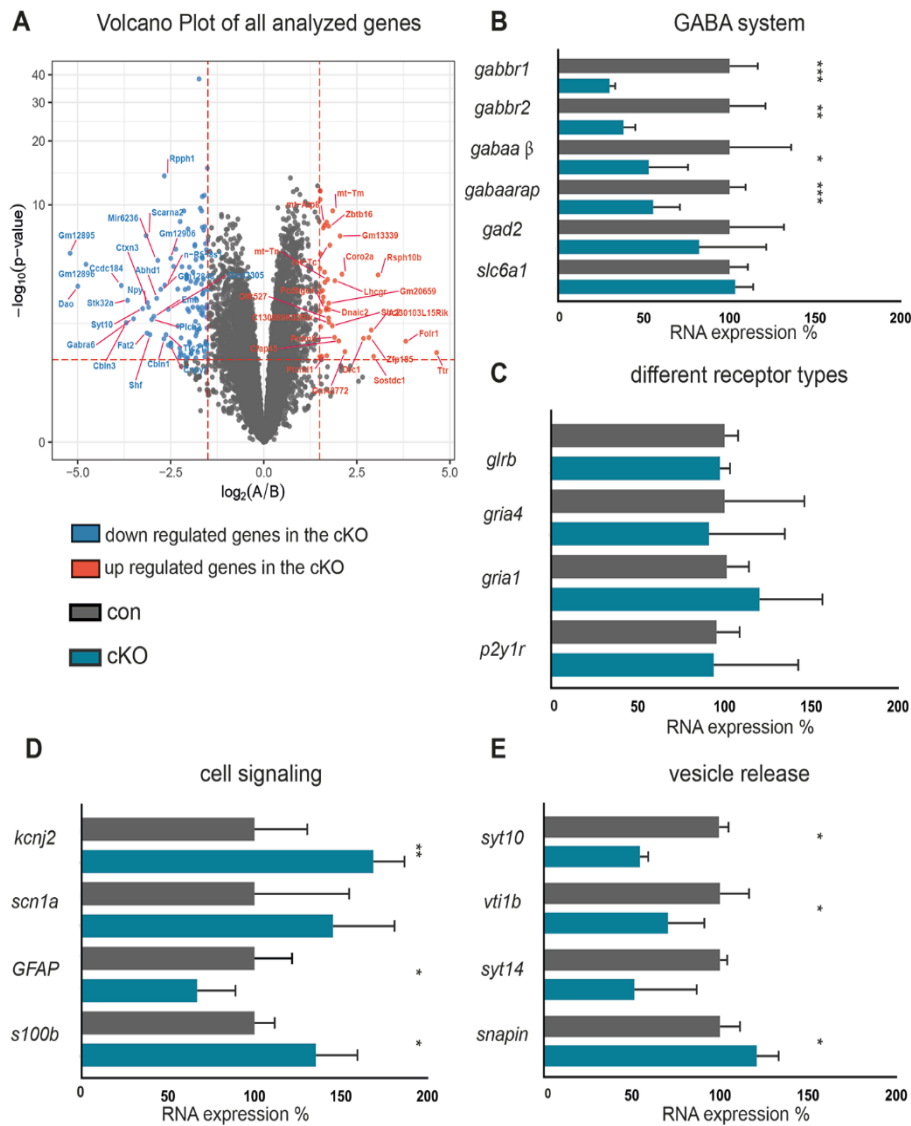 A
Volcano Plot of all analyzed genes
40
30
20
10
0
−log10(p−value)
Rpph1
mt−Tm
Zbtb16
Mir6236
Scarna2
Gm12895
Ctxn3
Gm12906
Gm13339
Coro2a
Rsph10b
Gm12896
Ccdc184
Abhd1
Npy
Lhcgr
Gm20659
Dao
Stk32a
Dnaic2
Syt10
Gabra6
Fat2
Folr1
Cbln3
Cbln1
Zfp185
Shf
Sostdc1
Ttr
−5.0
−2.5
0.0
2.5
5.0
log2(A/B)
down regulated genes in the cKO
up regulated genes in the cKO
con
cKO
B
GABA system
gabbr1
***
gabbr2
**
gabaa β
*
gabaarap
***
gad2
slc6a1
0 50 100 150 200
RNA expression %
C
different receptor types
glrb
gria4
gria1
p2y1r
0 50 100 150 200
RNA expression %
D
cell signaling
kcnj2
**
scn1a
GFAP
*
s100b
*
0 50 100 150 200
RNA expression %
E
vesicle release
syt10
*
vti1b
*
syt14
snapin
*
0 50 100 150 200
RNA expression %